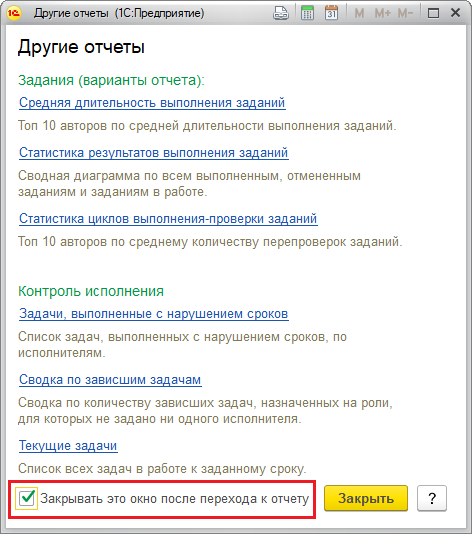 1С Другие отчеты (1С:Предприятие) 31 M M+ M−
Другие отчеты
Задания (варианты отчета):
Средняя длительность выполнения заданий
Топ 10 авторов по средней длительности выполнения заданий.
Статистика результатов выполнения заданий
Сводная диаграмма по всем выполненным, отмененным
заданиям и заданиям в работе.
Статистика циклов выполнения-проверки заданий
Топ 10 авторов по среднему количеству перепроверок заданий.
Контроль исполнения
Задачи, выполненные с нарушением сроков
Список задач, выполненных с нарушением сроков, по
исполнителям.
Сводка по зависшим задачам
Сводка по количеству зависших задач, назначенных на роли,
для которых не задано ни одного исполнителя.
Текущие задачи
Список всех задач в работе к заданному сроку.
Закрывать это окно после перехода к отчету Закрыть ?